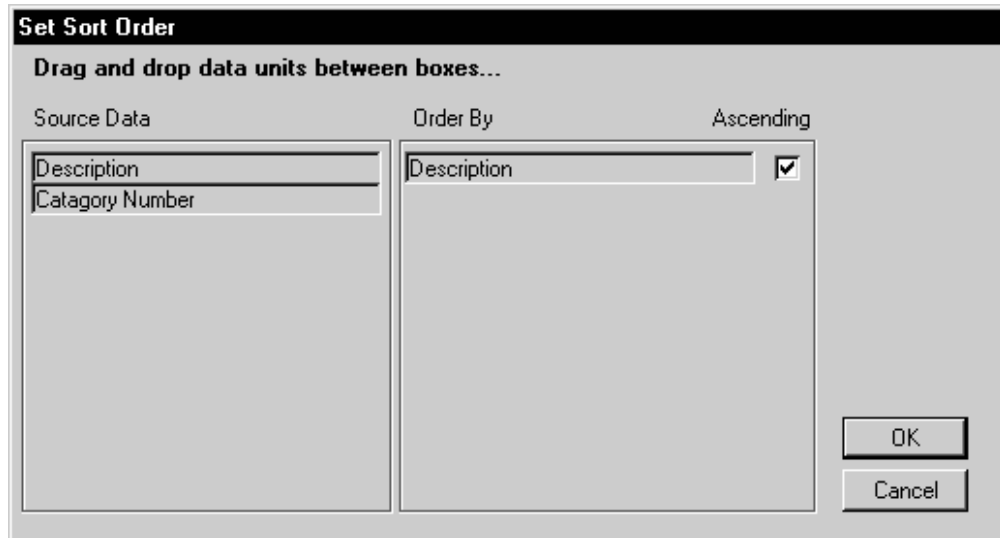 Set Sort Order
Drag and drop data units between boxes...
Source Data Order By Ascending
Description Description
Catagory Number
OK
Cancel